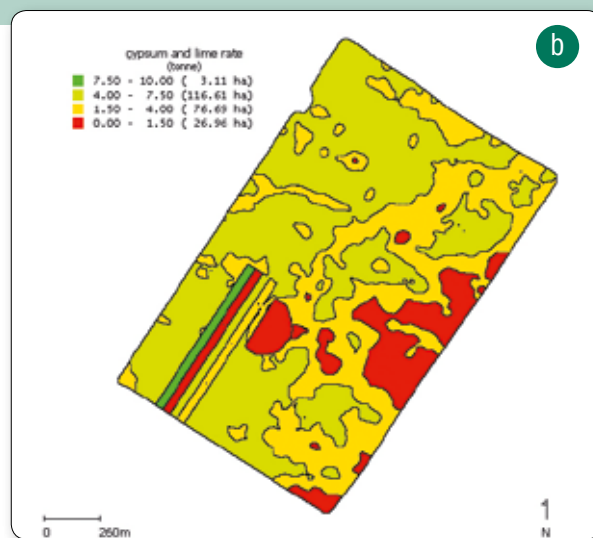 b
gypsum and lime rate
(tonne)
7.50 - 10.00 ( 3.11 ha)
4.00 - 7.50 (116.61 ha)
1.50 - 4.00 ( 76.69 ha)
0.00 - 1.50 ( 26.96 ha)
0 260m
N